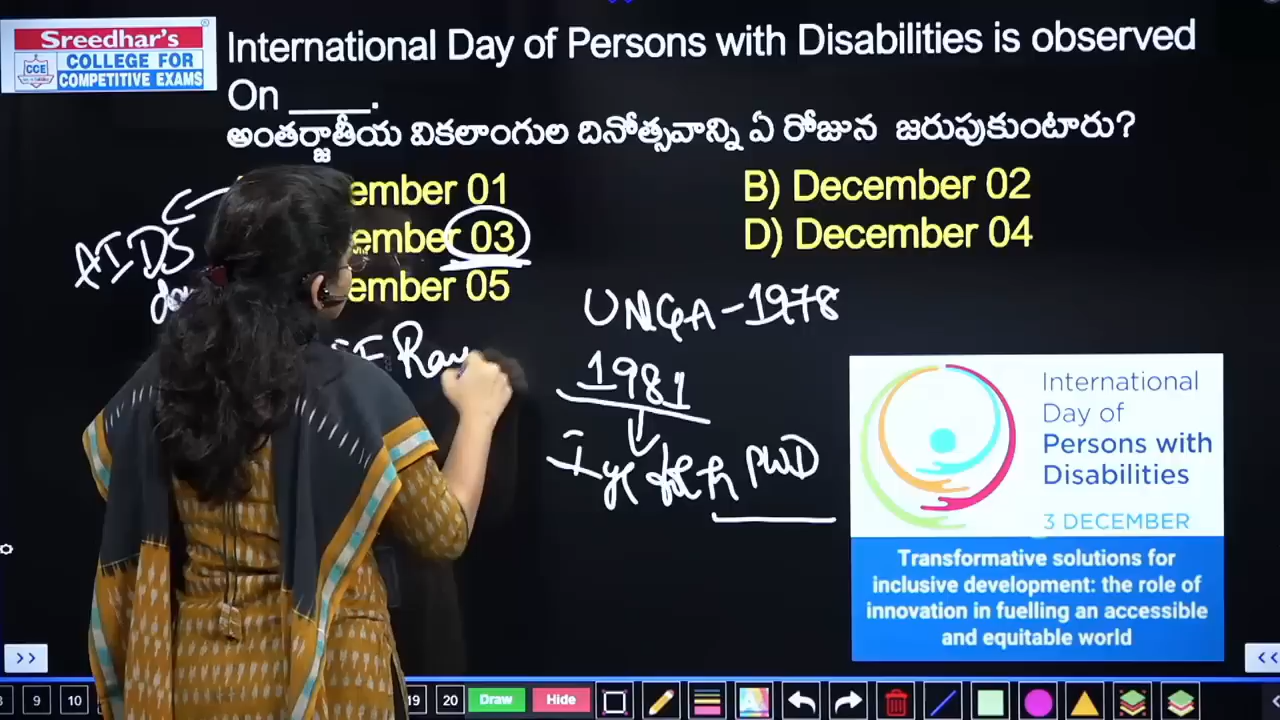 Sreedhar's
CCE
COLLEGE FOR
COMPETITIVE EXAMS
International Day of Persons with Disabilities is observed
On ____.
అంతర్జాతీయ వికలాంగుల దినోత్సవాన్ని ఏ రోజున జరుపుకుంటారు?
ember 01
B) December 02
ember 03
D) December 04
ember 05
AIDS
UNGA-1978
1981
PWD
International
Day of
Persons with
Disabilities
3 DECEMBER
Transformative solutions for
inclusive development: the role of
innovation in fuelling an accessible
and equitable world
>>
<<
9 10 19 20 Draw Hide